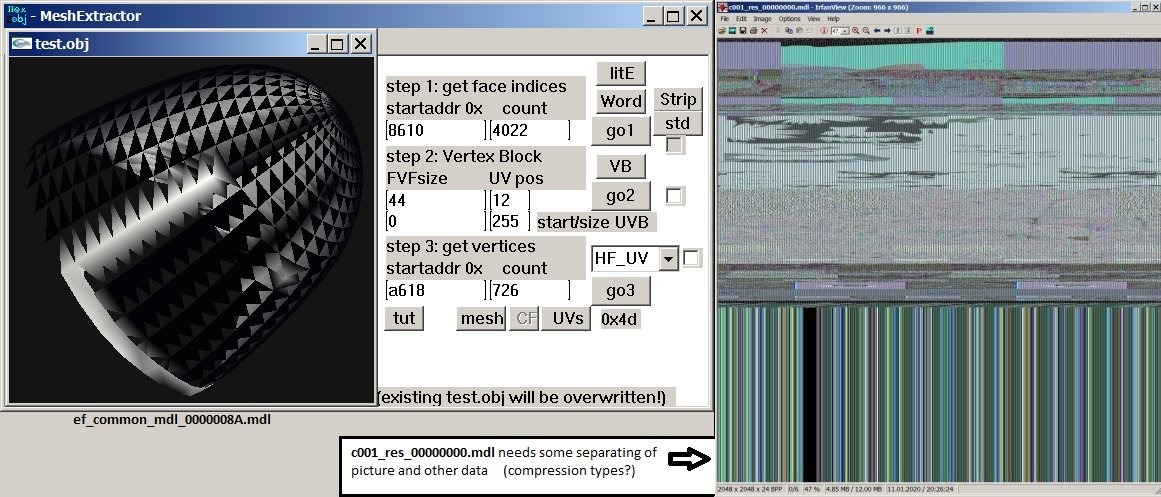 Hex
obj - MeshExtractor
test.obj
step 1: get face indices
startaddr 0x count
8610 4022
litE
Word
go1
Strip
std
step 2: Vertex Block
FVFsize UV pos
44 12
0 255 start/size UVB
VB
go2
step 3: get vertices
startaddr 0x count
a618 726
HF_UV
go3
tut mesh CF UVs 0x4d
(existing test.obj will be overwritten!)
ef_common_mdl_0000008A.mdl
c001_res_00000000.mdl needs some separating of
picture and other data (compression types?)
c001_res_00000000.mdl - IrfanView (Zoom: 966 x 966)
File Edit Image Options View Help
47
2048 x 2048 x 24 BPP 0/6 47 % 4.85 MB / 12.00 MB 11.01.2020 / 20:26:24